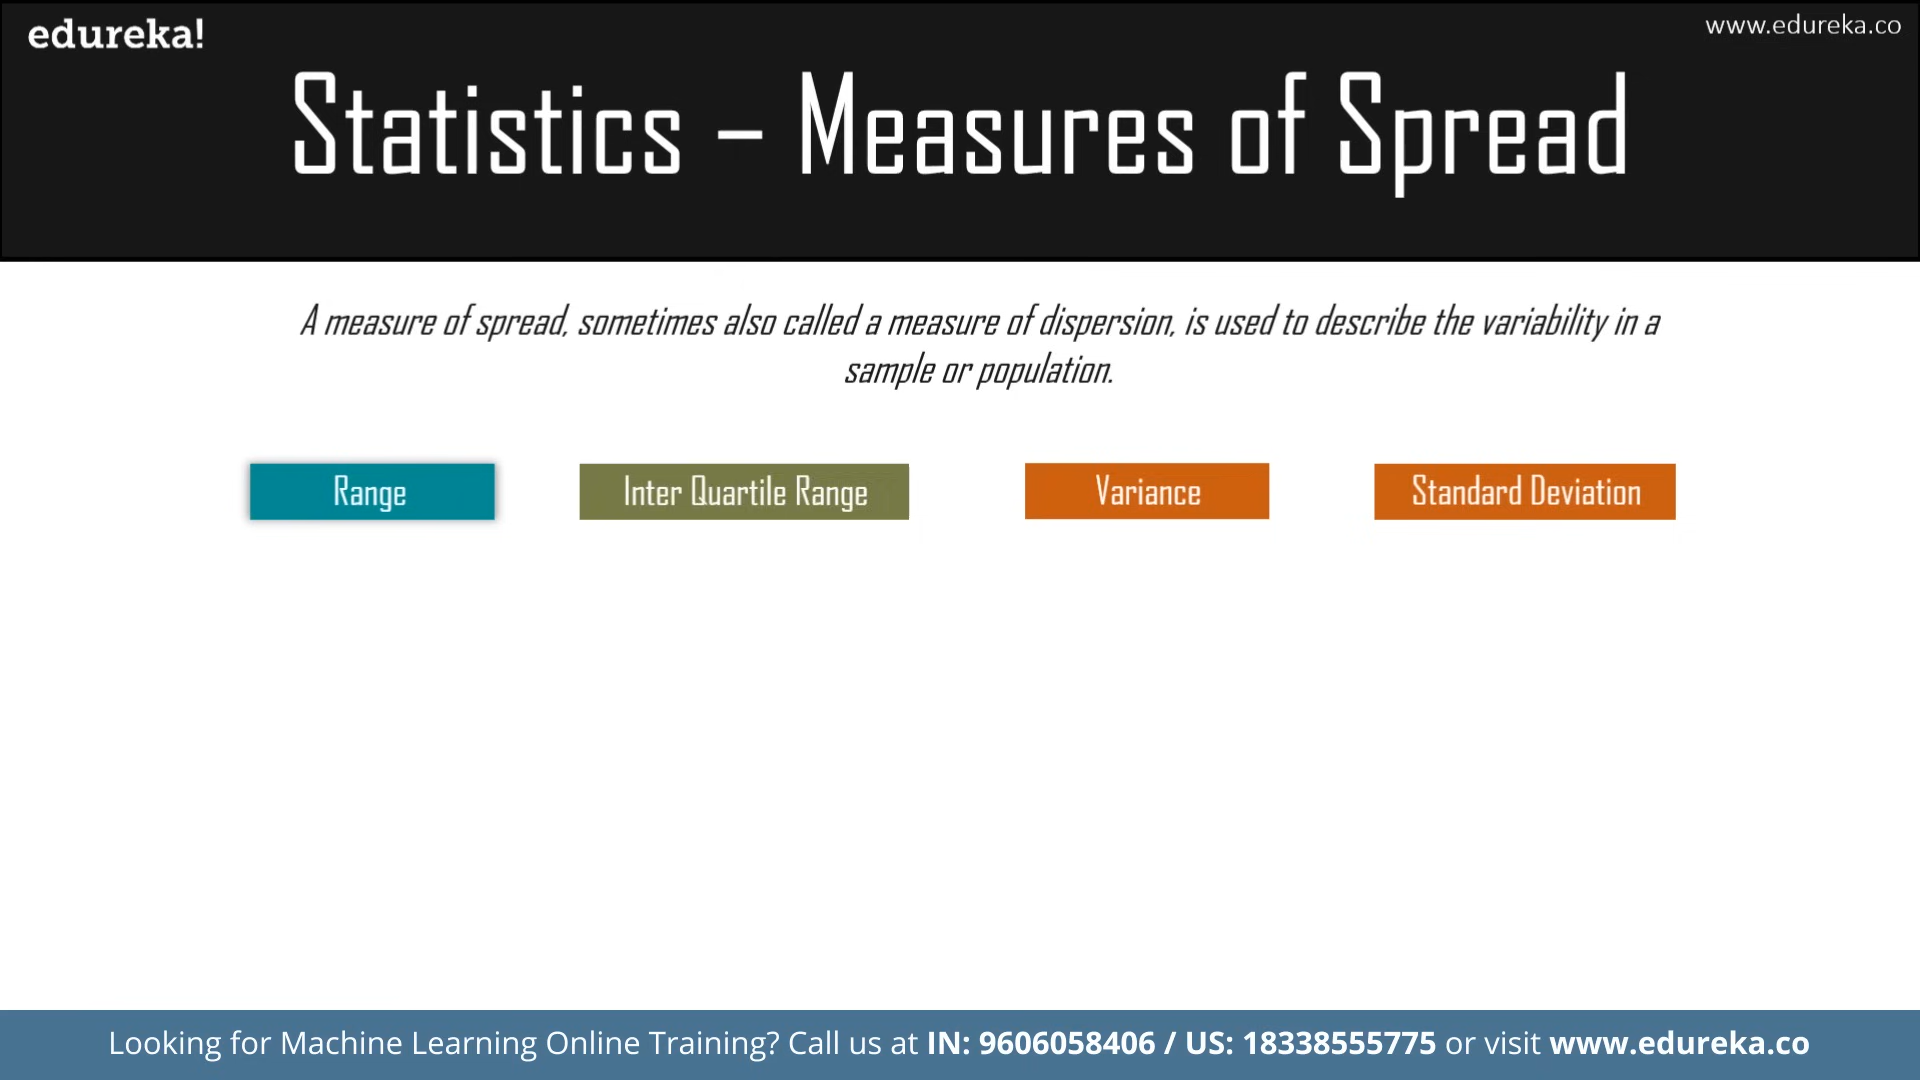 edureka!
www.edureka.co
Statistics – Measures of Spread
A measure of spread, sometimes also called a measure of dispersion, is used to describe the variability in a
sample or population.
Range
Inter Quartile Range
Variance
Standard Deviation
Looking for Machine Learning Online Training? Call us at IN: 9606058406 / US: 18338555775 or visit www.edureka.co